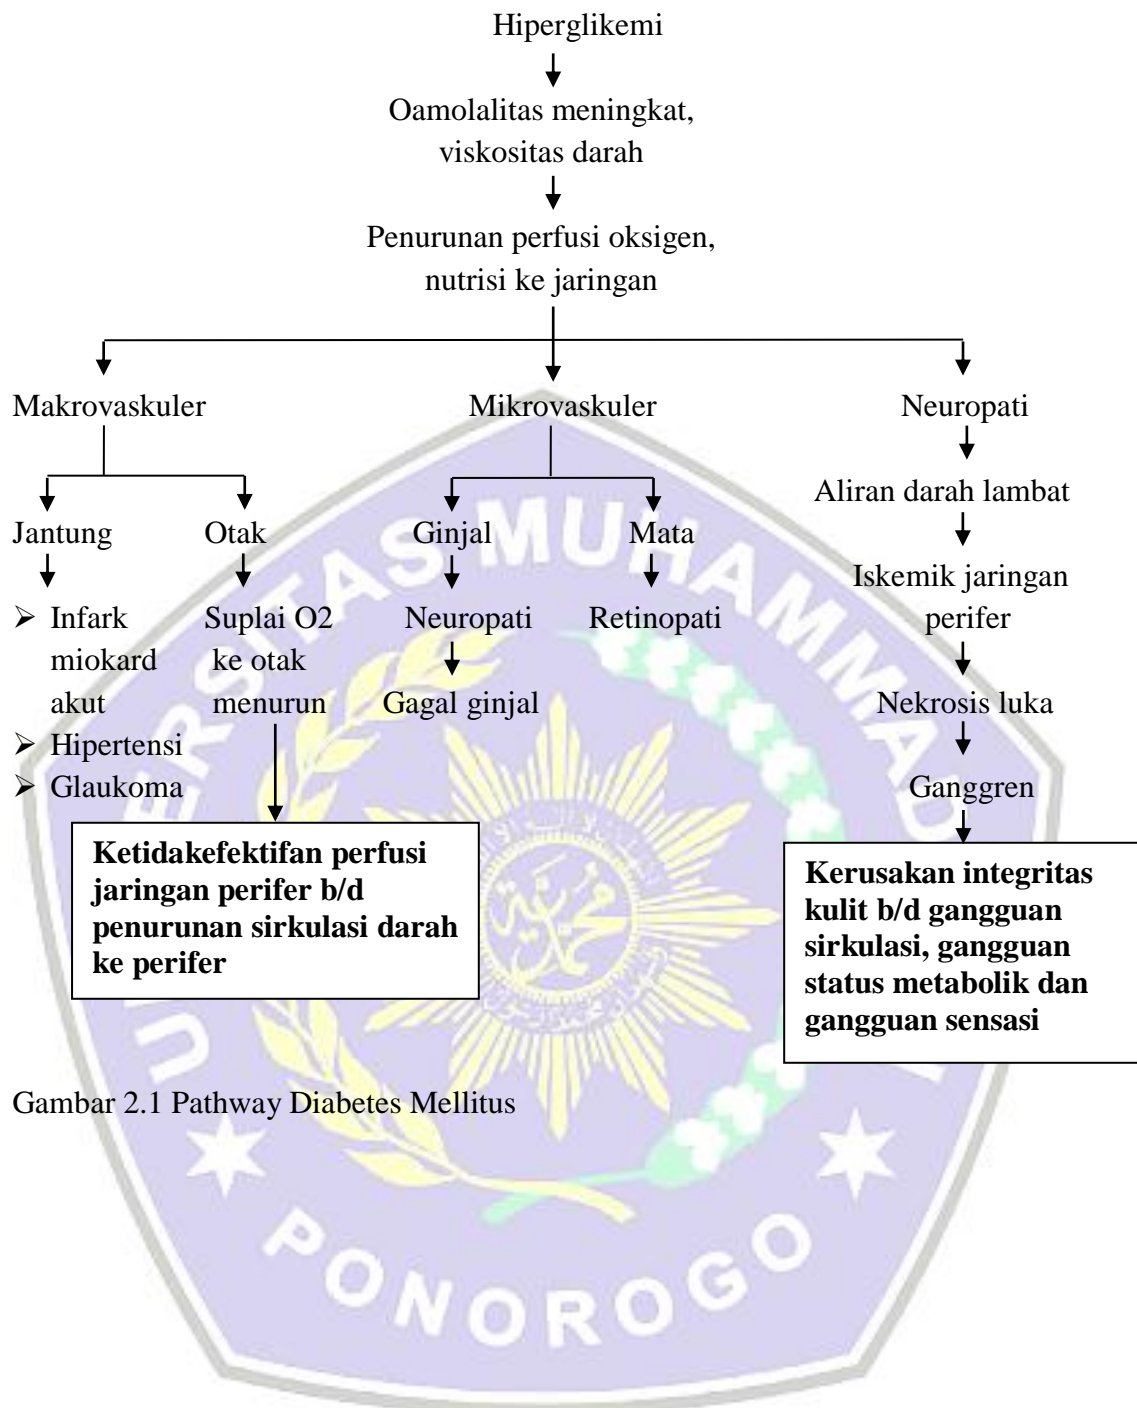 Hiperglikemi
Oamolalitas meningkat,
viskositas darah
Penurunan perfusi oksigen,
nutrisi ke jaringan
Makrovaskuler
Mikrovaskuler
Neuropati
Jantung
Otak
Ginjal
Mata
Aliran darah lambat
Iskemik jaringan
perifer
➢ Infark
miokard
akut
➢ Hipertensi
➢ Glaukoma
Suplai O2
ke otak
menurun
Neuropati
Gagal ginjal
Retinopati
Nekrosis luka
Ganggren
Ketidakefektifan perfusi
jaringan perifer b/d
penurunan sirkulasi darah
ke perifer
Kerusakan integritas
kulit b/d gangguan
sirkulasi, gangguan
status metabolik dan
gangguan sensasi
Gambar 2.1 Pathway Diabetes Mellitus
PONOROGO